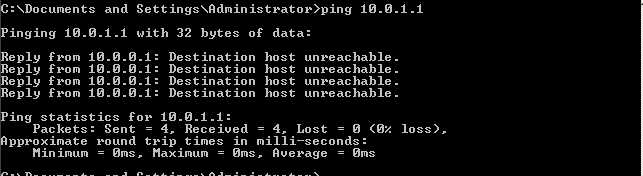 C:\Documents and Settings\Administrator>ping 10.0.1.1
Pinging 10.0.1.1 with 32 bytes of data:
Reply from 10.0.0.1: Destination host unreachable.
Reply from 10.0.0.1: Destination host unreachable.
Reply from 10.0.0.1: Destination host unreachable.
Reply from 10.0.0.1: Destination host unreachable.
Ping statistics for 10.0.1.1:
Packets: Sent = 4, Received = 4, Lost = 0 (0% loss),
Approximate round trip times in milli-seconds:
Minimum = 0ms, Maximum = 0ms, Average = 0ms
C:\Documents and Settings\Administrator>